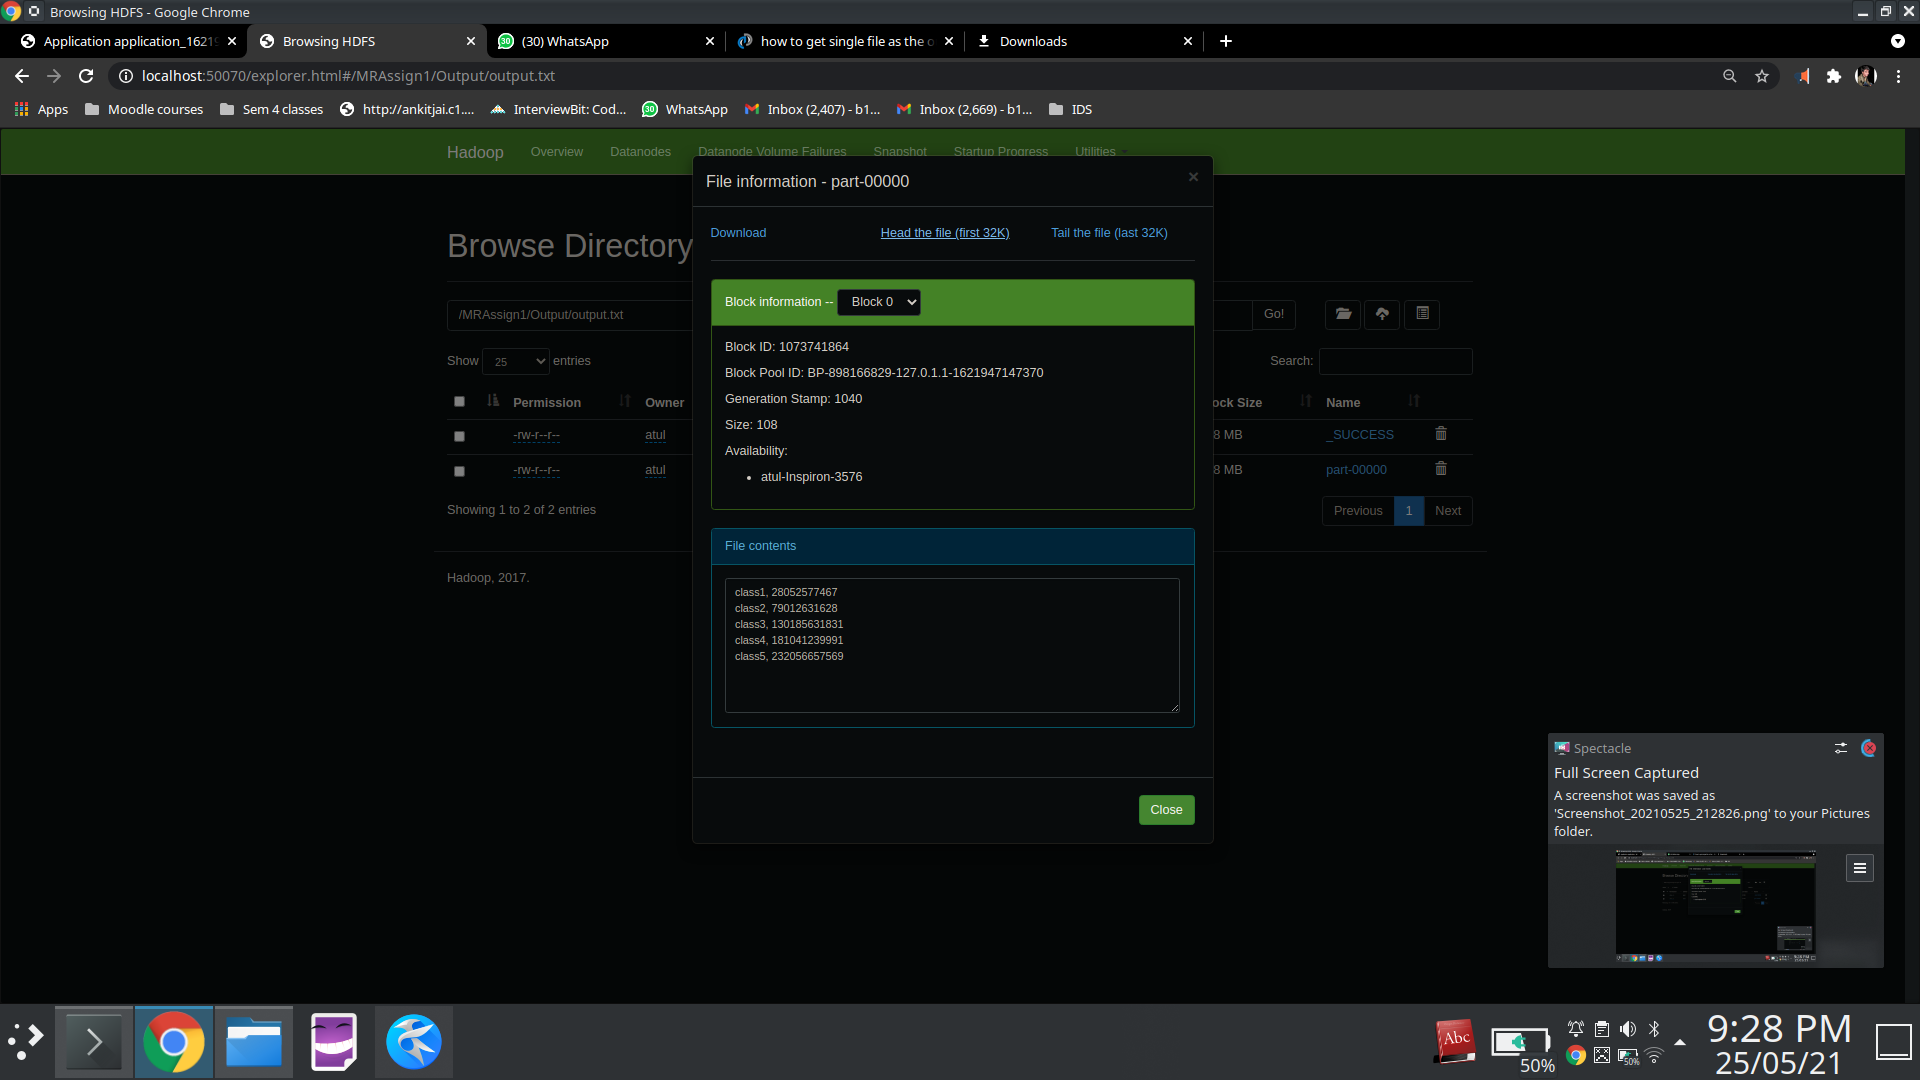 Browsing HDFS - Google Chrome
Application application_1621
Browsing HDFS
(30) WhatsApp
how to get single file as the o
Downloads
localhost:50070/explorer.html#/MRAssign1/Output/output.txt
Apps
Moodle courses
Sem 4 classes
http://ankitjai.c1....
InterviewBit: Cod...
WhatsApp
Inbox (2,407) - b1...
Inbox (2,669) - b1...
IDS
Hadoop Overview Datanodes Datanode Volume Failures Snapshot Startup Progress Utilities
File information - part-00000
×
Download Head the file (first 32K) Tail the file (last 32K)
Browse Directory
Block information -- Block 0
/MRAssign1/Output/output.txt
Go!
Block ID: 1073741864
Block Pool ID: BP-898166829-127.0.1.1-1621947147370
Generation Stamp: 1040
Size: 108
Availability:
atul-Inspiron-3576
Show 25 entries
Search:
Permission Owner ock Size Name
-rw-r--r-- atul 8 MB _SUCCESS
-rw-r--r-- atul 8 MB part-00000
Showing 1 to 2 of 2 entries
Previous 1 Next
Hadoop, 2017.
File contents
class1, 28052577467
class2, 79012631628
class3, 130185631831
class4, 181041239991
class5, 232056657569
Close
Spectacle
Full Screen Captured
A screenshot was saved as
'Screenshot_20210525_212826.png' to your Pictures
folder.
Abc
50%
50%
9:28 PM
25/05/21